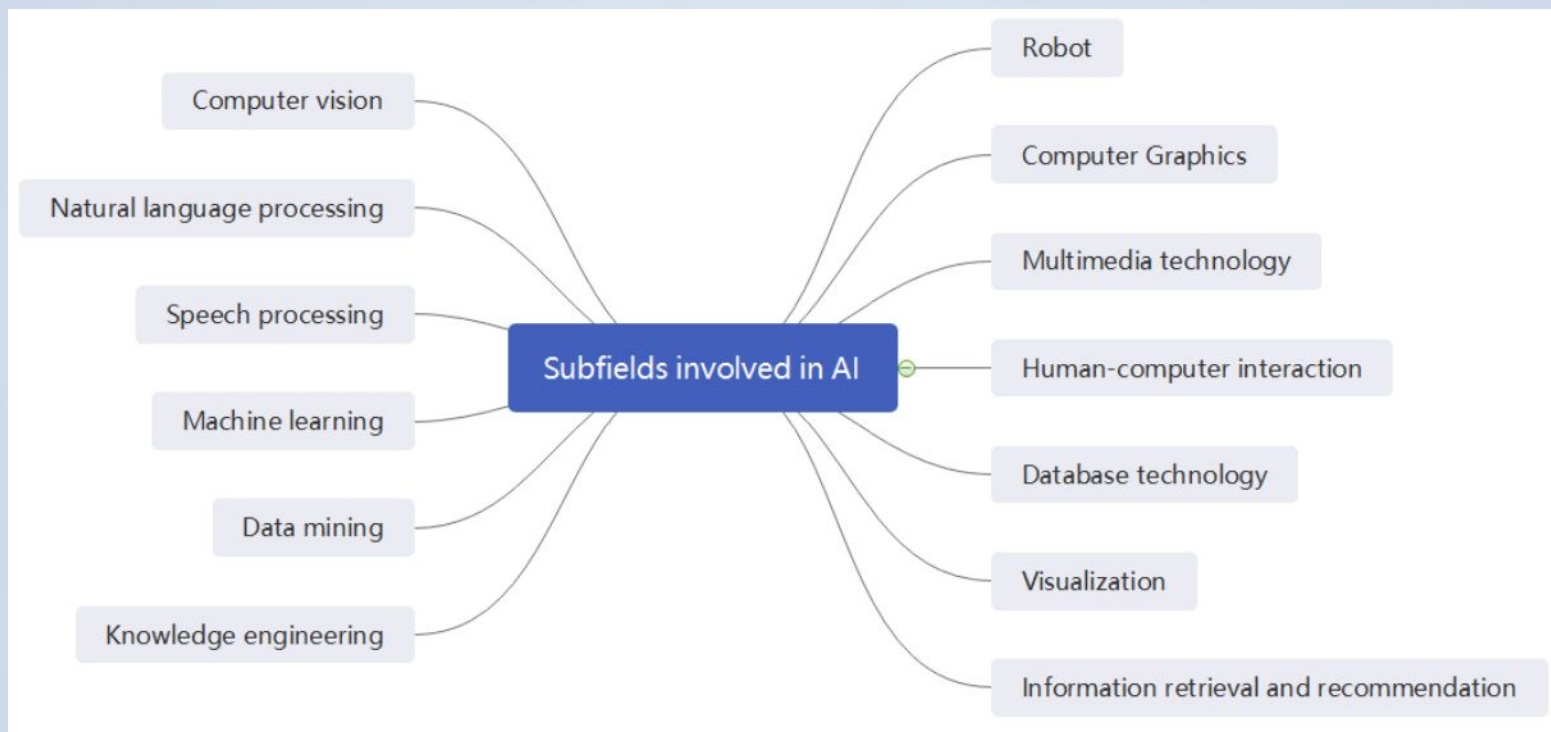 Computer vision
Natural language processing
Speech processing
Machine learning
Data mining
Knowledge engineering
Subfields involved in AI
Robot
Computer Graphics
Multimedia technology
Human-computer interaction
Database technology
Visualization
Information retrieval and recommendation